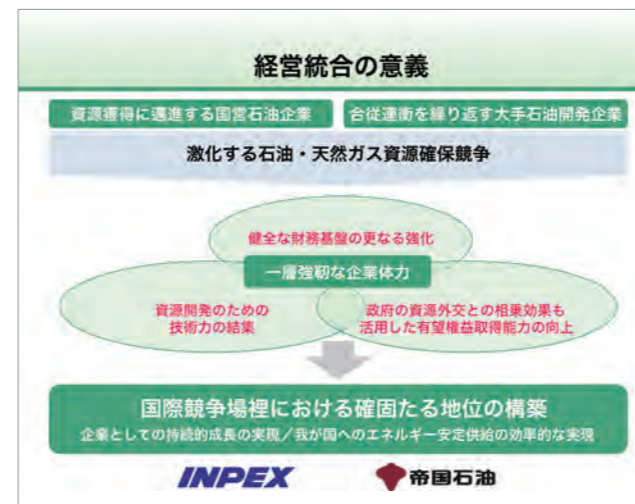 経営統合の意義
資源獲得に邁進する国営石油企業
合従連衡を繰り返す大手石油開発企業
激化する石油・天然ガス資源確保競争
健全な財務基盤の更なる強化
一層強靭な企業体力
資源開発のための
技術力の結集
政府の資源外交との相乗効果も
活用した有望権益取得能力の向上
国際競争場裡における確固たる地位の構築
企業としての持続的成長の実現／我が国へのエネルギー安定供給の効率的な実現
INPEX
帝国石油